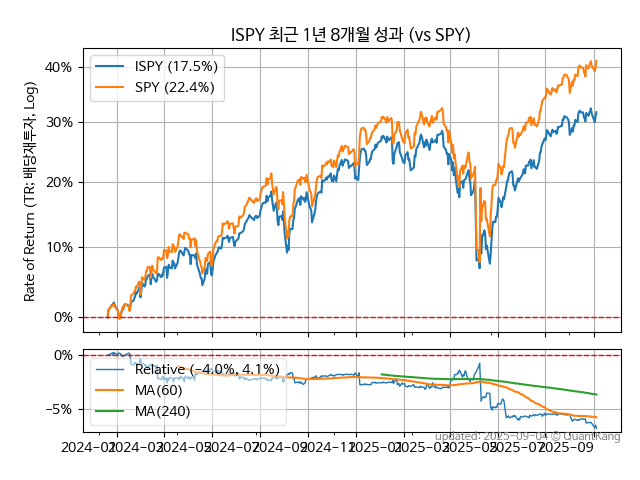 ISPY 최근 1년 8개월 성과 (vs SPY)
Rate of Return (TR; 배당재투자, Log)
40%
30%
20%
10%
0%
ISPY (17.5%)
SPY (22.4%)
0%
−5%
Relative (−4.0%, 4.1%)
MA(60)
MA(240)
2024-01 2024-03 2024-05 2024-07 2024-09 2024-11 2025-01 2025-03 2025-05 2025-07 2025-09
updated: 2025-09-04 © QuantKang